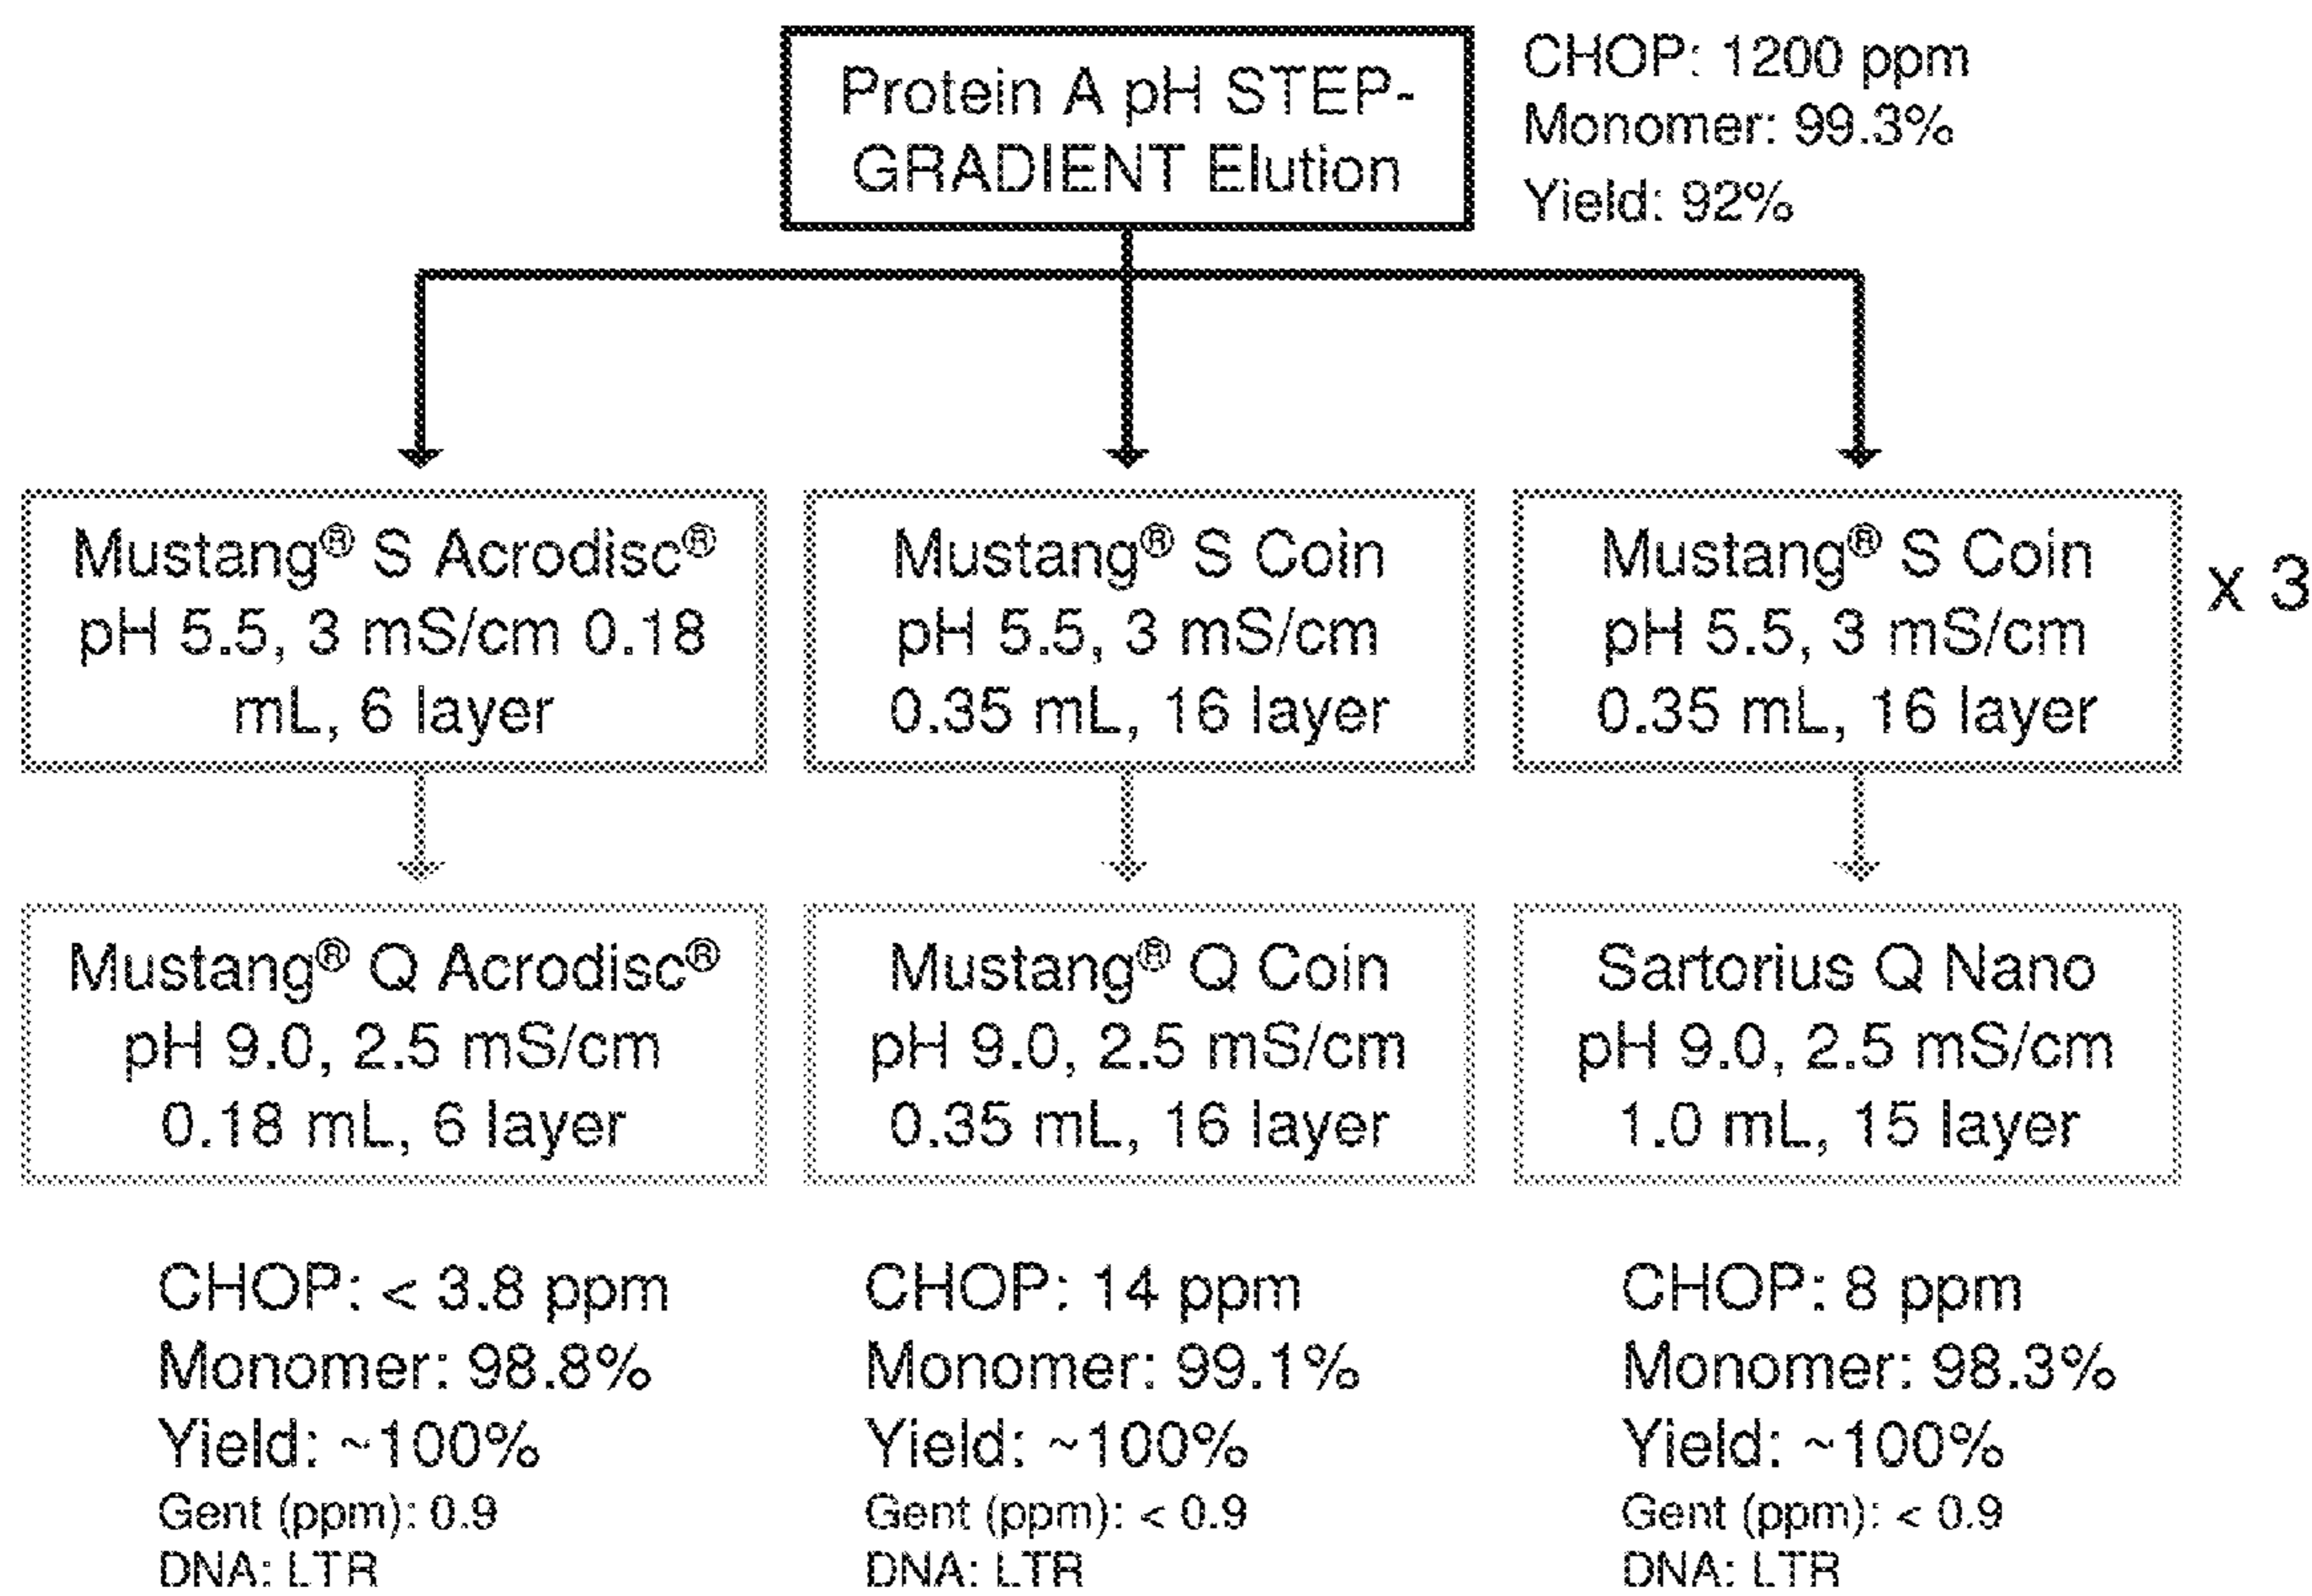 Protein A pH STEP-
GRADIENT Elution
CHOP: 1200 ppm
Monomer: 99.3%
Yield: 92%
Mustang® S Acrodisc®
pH 5.5, 3 mS/cm 0.18
mL, 6 layer
Mustang® S Coin
pH 5.5, 3 mS/cm
0.35 mL, 16 layer
Mustang® S Coin
pH 5.5, 3 mS/cm
0.35 mL, 16 layer
x 3
Mustang® Q Acrodisc®
pH 9.0, 2.5 mS/cm
0.18 mL, 6 layer
Mustang® Q Coin
pH 9.0, 2.5 mS/cm
0.35 mL, 16 layer
Sartorius Q Nano
pH 9.0, 2.5 mS/cm
1.0 mL, 15 layer
CHOP: < 3.8 ppm
Monomer: 98.8%
Yield: ~100%
Gent (ppm): 0.9
DNA: LTR
CHOP: 14 ppm
Monomer: 99.1%
Yield: ~100%
Gent (ppm): < 0.9
DNA: LTR
CHOP: 8 ppm
Monomer: 98.3%
Yield: ~100%
Gent (ppm): < 0.9
DNA: LTR